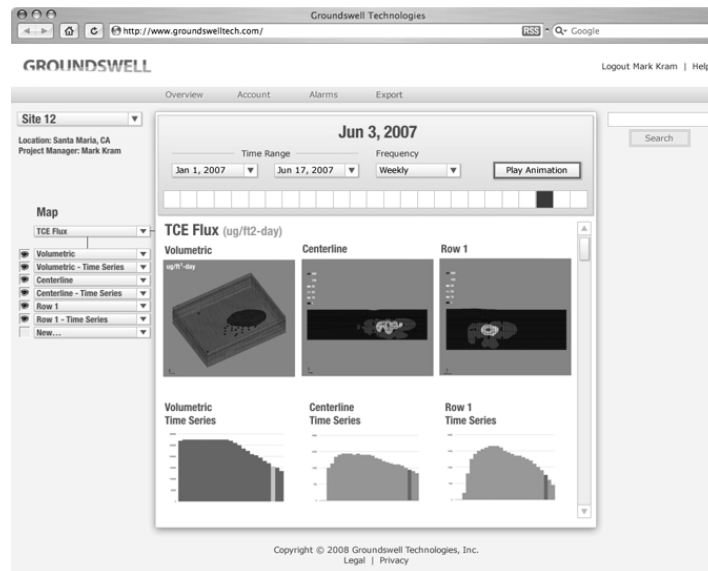 Groundswell Technologies
http://www.groundswelltech.com/
RSS
Google
GROUNDSWELL
Logout Mark Kram | Help
Overview Account Alarms Export
Site 12
Location: Santa Maria, CA
Project Manager: Mark Kram
Search
Jun 3, 2007
Time Range Frequency
Jan 1, 2007 Jun 17, 2007 Weekly Play Animation
Map
TCE Flux
Volumetric
Volumetric - Time Series
Centerline
Centerline - Time Series
Row 1
Row 1 - Time Series
New...
TCE Flux (ug/ft2-day)
Volumetric Centerline Row 1
ug/ft²-day
Volumetric
Time Series
Centerline
Time Series
Row 1
Time Series
Copyright © 2008 Groundswell Technologies, Inc.
Legal | Privacy